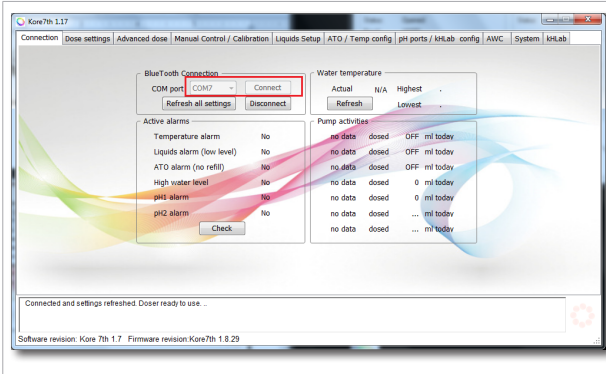 Kore7th 1.17
Connection Dose settings Advanced dose Manual Control / Calibration Liquids Setup ATO / Temp config pH ports / kHLab config AWC System kHLab
BlueTooth Connection
COM port COM7 Connect
Refresh all settings Disconnect
Water temperature
Actual N/A Highest .
Refresh Lowest .
Active alarms
Temperature alarm No
Liquids alarm (low level) No
ATO alarm (no refill) No
High water level No
pH1 alarm No
pH2 alarm No
Check
Pump activities
no data dosed OFF ml today
no data dosed OFF ml today
no data dosed OFF ml today
no data dosed 0 ml today
no data dosed 0 ml today
no data dosed ... ml today
no data dosed ... ml today
Connected and settings refreshed. Doser ready to use. ..
Software revision: Kore 7th 1.7 Firmware revision:Kore7th 1.8.29